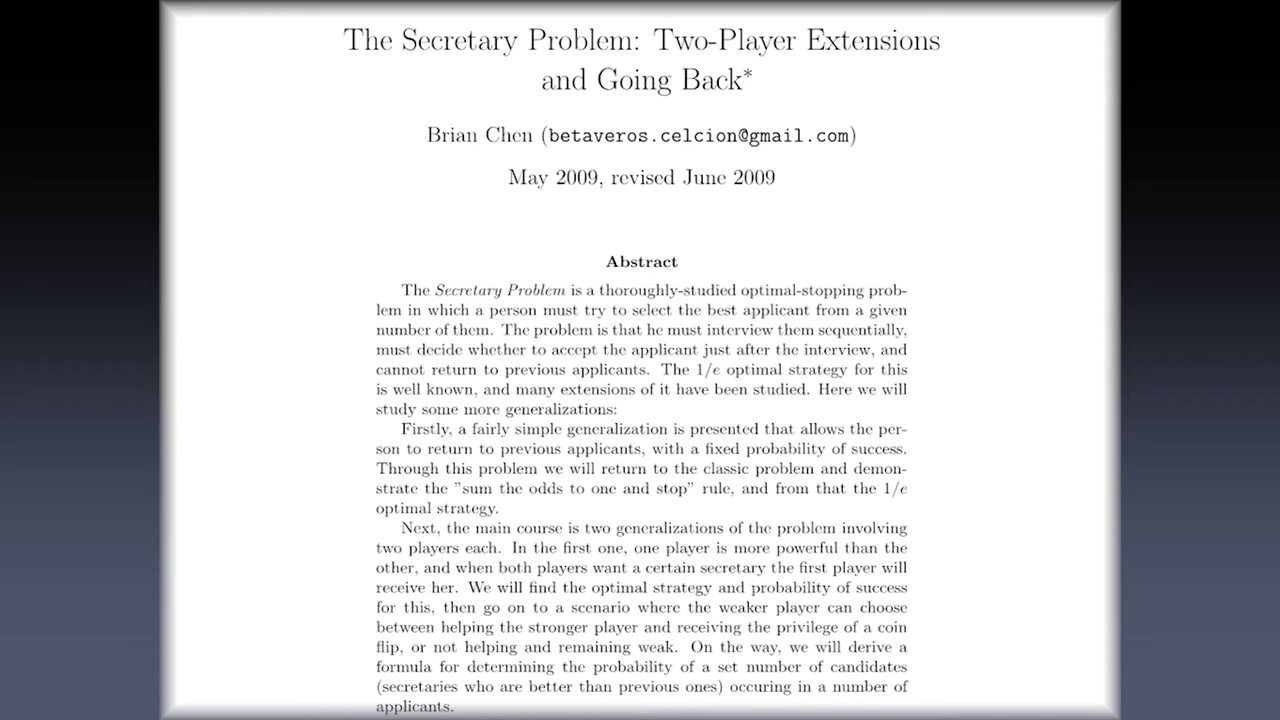 The Secretary Problem: Two-Player Extensions
and Going Back*
Brian Chen (betaveros.celcion@gmail.com)
May 2009, revised June 2009
Abstract
The Secretary Problem is a thoroughly-studied optimal-stopping prob-
lem in which a person must try to select the best applicant from a given
number of them. The problem is that he must interview them sequentially,
must decide whether to accept the applicant just after the interview, and
cannot return to previous applicants. The 1/e optimal strategy for this
is well known, and many extensions of it have been studied. Here we will
study some more generalizations:
Firstly, a fairly simple generalization is presented that allows the per-
son to return to previous applicants, with a fixed probability of success.
Through this problem we will return to the classic problem and demon-
strate the ”sum the odds to one and stop” rule, and from that the 1/e
optimal strategy.
Next, the main course is two generalizations of the problem involving
two players each. In the first one, one player is more powerful than the
other, and when both players want a certain secretary the first player will
receive her. We will find the optimal strategy and probability of success
for this, then go on to a scenario where the weaker player can choose
between helping the stronger player and receiving the privilege of a coin
flip, or not helping and remaining weak. On the way, we will derive a
formula for determining the probability of a set number of candidates
(secretaries who are better than previous ones) occuring in a number of
applicants.